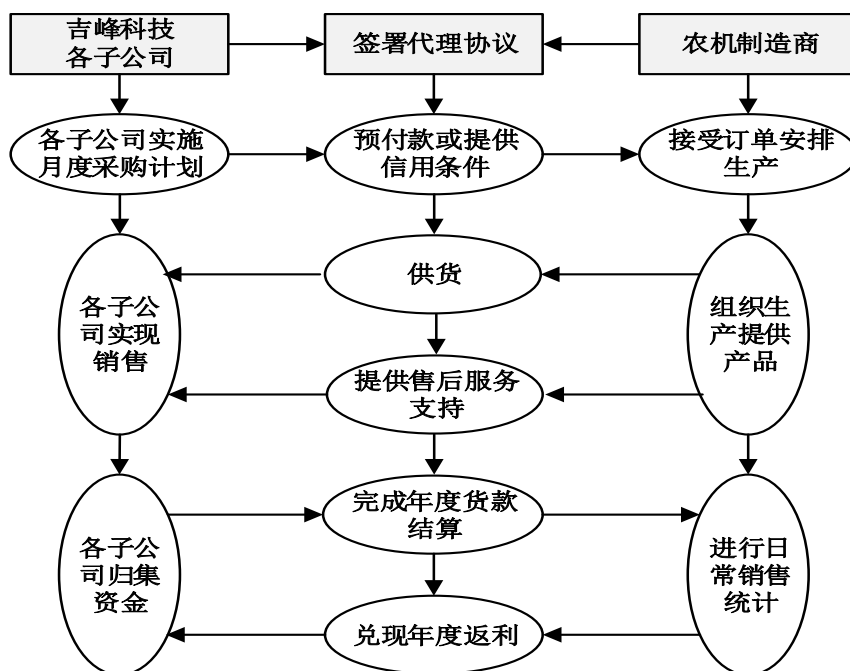 吉峰科技
各子公司
签署代理协议
农机制造商
各子公司实施
月度采购计划
预付款或提供
信用条件
接受订单安排
生产
供货
各子公
司实现
销售
组织生
产提供
产品
提供售后服务
支持
完成年度货款
结算
各子公
司归集
资金
进行日
常销售
统计
兑现年度返利